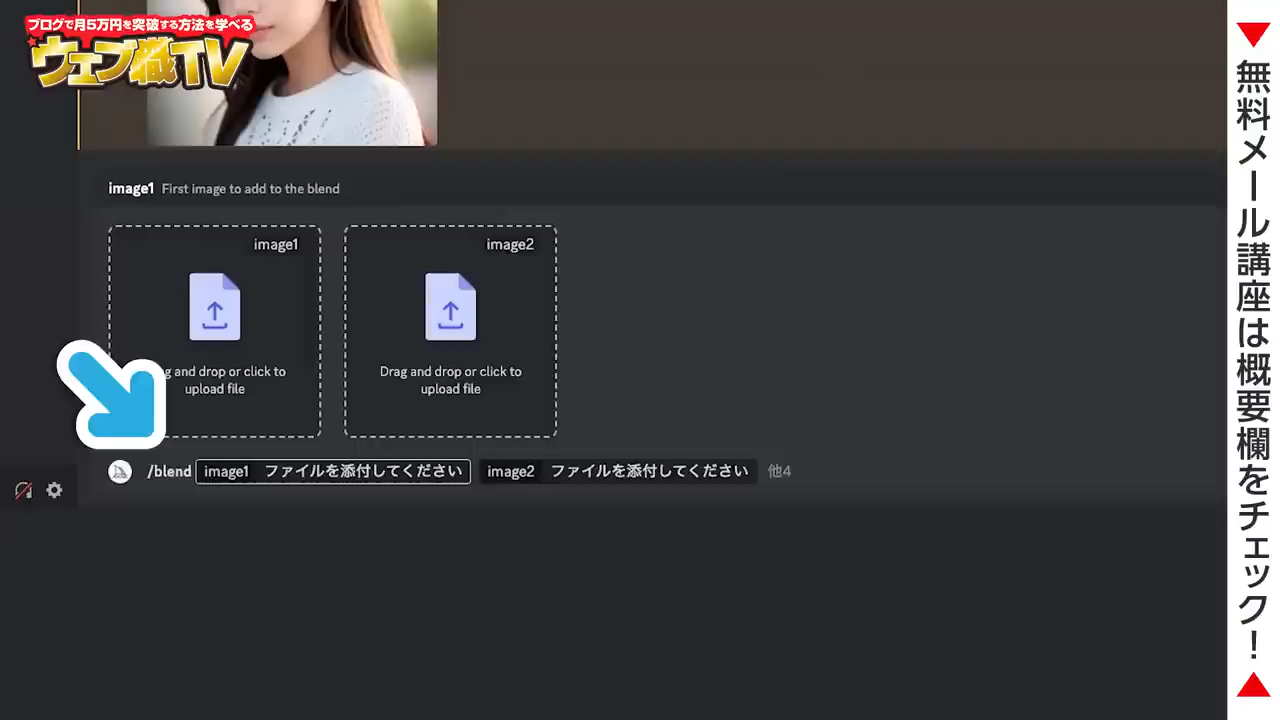 ブログで月5万円を突破する方法を学べる
ウェブ職TV
image1 First image to add to the blend
image1
image2
g and drop or click to
upload file
Drag and drop or click to
upload file
/blend image1 ファイルを添付してください image2 ファイルを添付してください 他4
無料メール講座は概要欄をチェック!